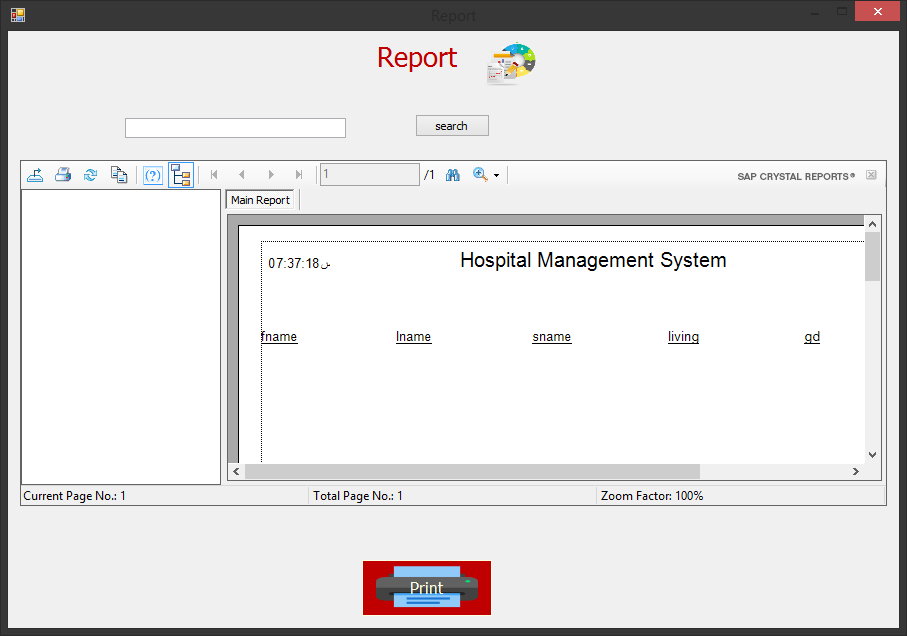 Report
Report
search
1 /1
SAP CRYSTAL REPORTS®
Main Report
07:37:18
Hospital Management System
fname lname sname living gd
Current Page No.: 1 Total Page No.: 1 Zoom Factor: 100%
Print